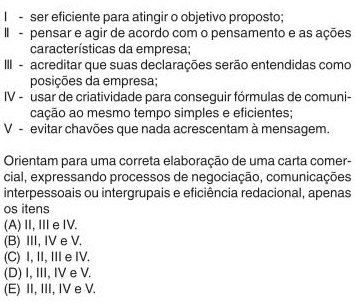 I - ser eficiente para atingir o objetivo proposto;
II - pensar e agir de acordo com o pensamento e as ações
características da empresa;
III - acreditar que suas declarações serão entendidas como
posições da empresa;
IV - usar de criatividade para conseguir fórmulas de comuni-
cação ao mesmo tempo simples e eficientes;
V - evitar chavões que nada acrescentam à mensagem.
Orientam para uma correta elaboração de uma carta comer-
cial, expressando processos de negociação, comunicações
interpessoais ou intergrupais e eficiência redacional, apenas
os itens
(A) II, III e IV.
(B) III, IV e V.
(C) I, II, III e IV.
(D) I, III, IV e V.
(E) II, III, IV e V.